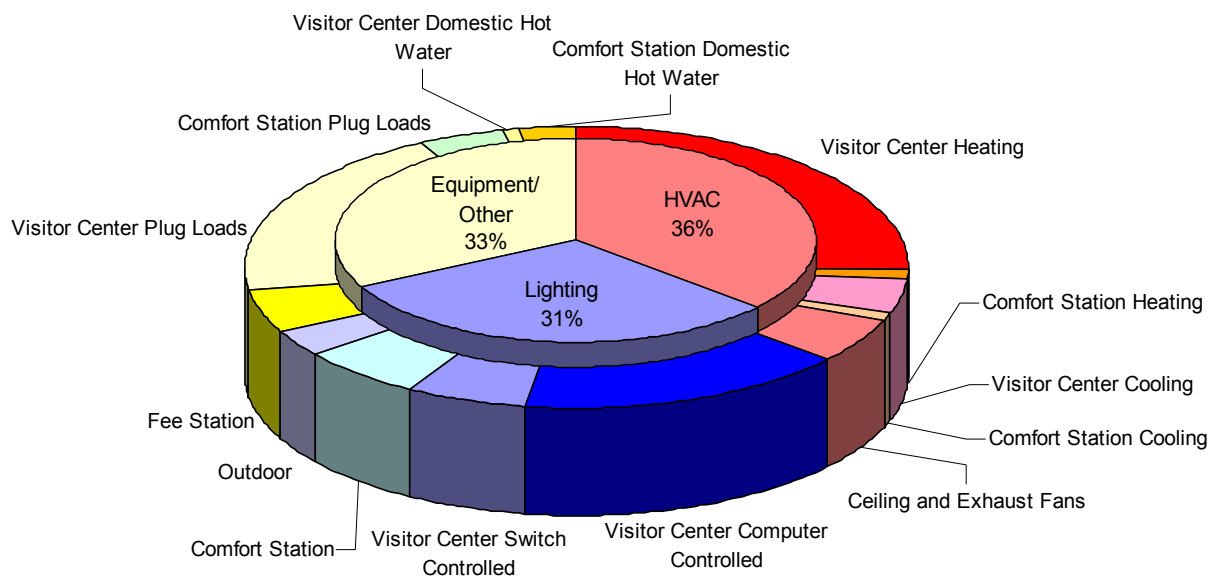 Visitor Center Domestic Hot
Water
Comfort Station Domestic
Hot Water
Comfort Station Plug Loads
Visitor Center Heating
Equipment/
Other
33%
HVAC
36%
Visitor Center Plug Loads
Lighting
31%
Comfort Station Heating
Visitor Center Cooling
Comfort Station Cooling
Ceiling and Exhaust Fans
Fee Station
Outdoor
Comfort Station
Visitor Center Switch
Controlled
Visitor Center Computer
Controlled